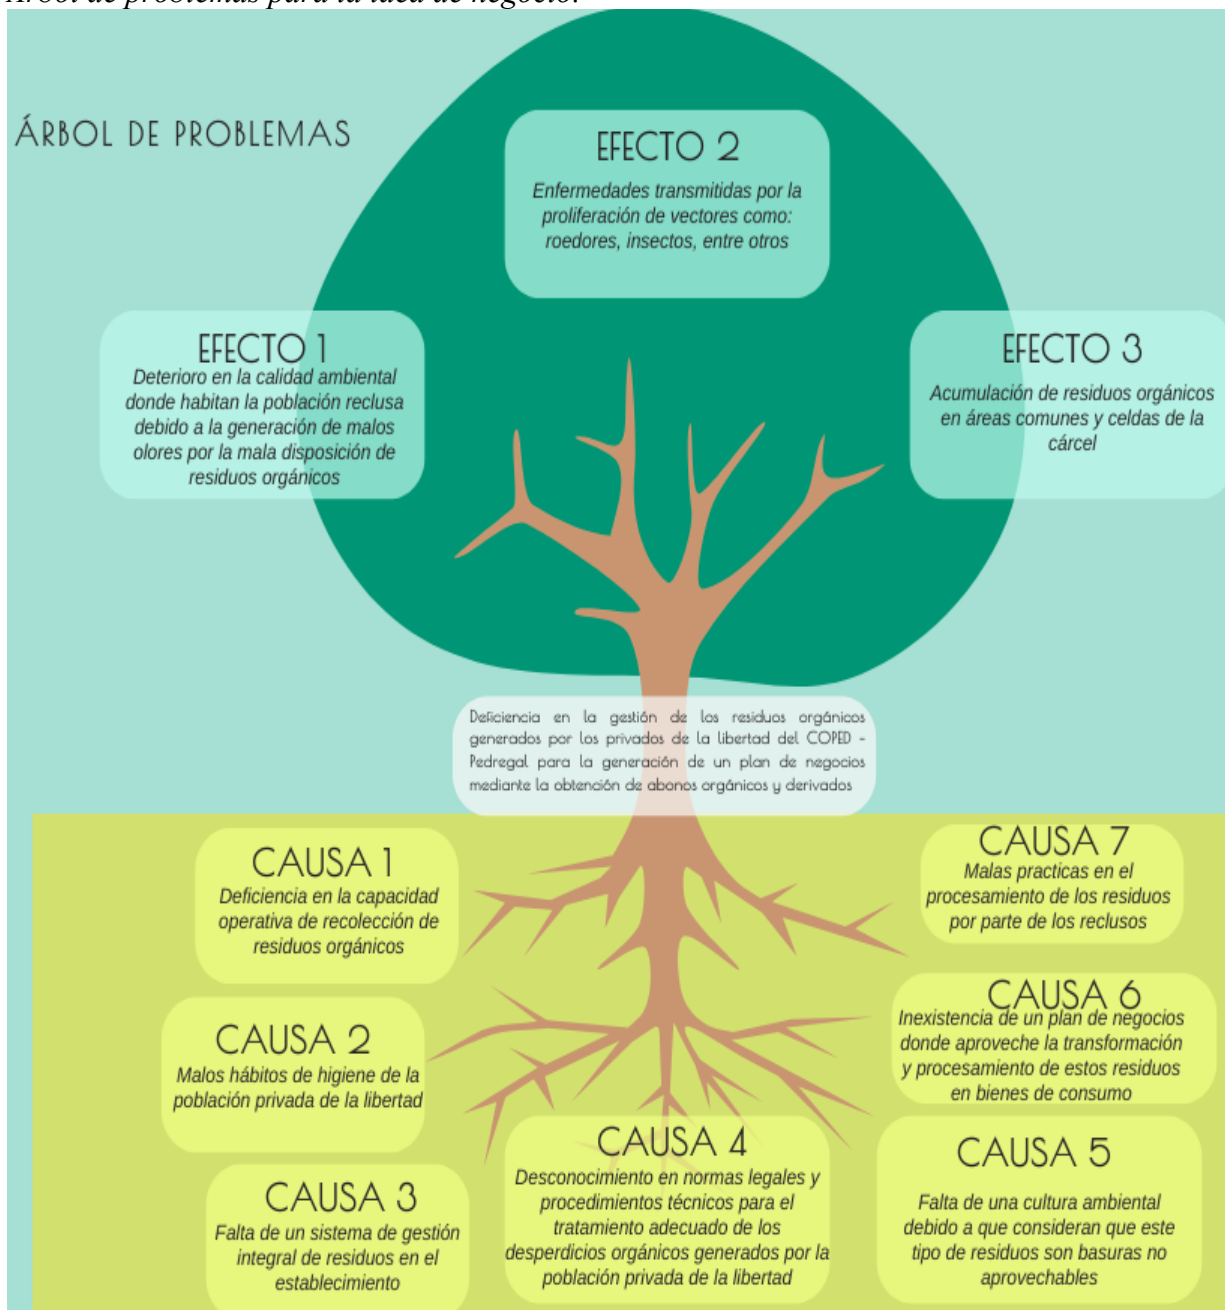 Árbol de problemas para la idea de negocio.
ÁRBOL DE PROBLEMAS
EFECTO 2
Enfermedades transmitidas por la
proliferación de vectores como:
roedores, insectos, entre otros
EFECTO 1
Deterioro en la calidad ambiental
donde habitan la población reclusa
debido a la generación de malos
olores por la mala disposición de
residuos orgánicos
EFECTO 3
Acumulación de residuos orgánicos
en áreas comunes y celdas de la
cárcel
Deficiencia en la gestión de los residuos orgánicos
generados por los privados de la libertad del COPED -
Pedregal para la generación de un plan de negocios
mediante la obtención de abonos orgánicos y derivados
CAUSA 1
Deficiencia en la capacidad
operativa de recolección de
residuos orgánicos
CAUSA 2
Malos hábitos de higiene de la
población privada de la libertad
CAUSA 3
Falta de un sistema de gestión
integral de residuos en el
establecimiento
CAUSA 4
Desconocimiento en normas legales y
procedimientos técnicos para el
tratamiento adecuado de los
desperdicios orgánicos generados por la
población privada de la libertad
CAUSA 5
Falta de una cultura ambiental
debido a que consideran que este
tipo de residuos son basuras no
aprovechables
CAUSA 6
Inexistencia de un plan de negocios
donde aproveche la transformación
y procesamiento de estos residuos
en bienes de consumo
CAUSA 7
Malas practicas en el
procesamiento de los residuos
por parte de los reclusos